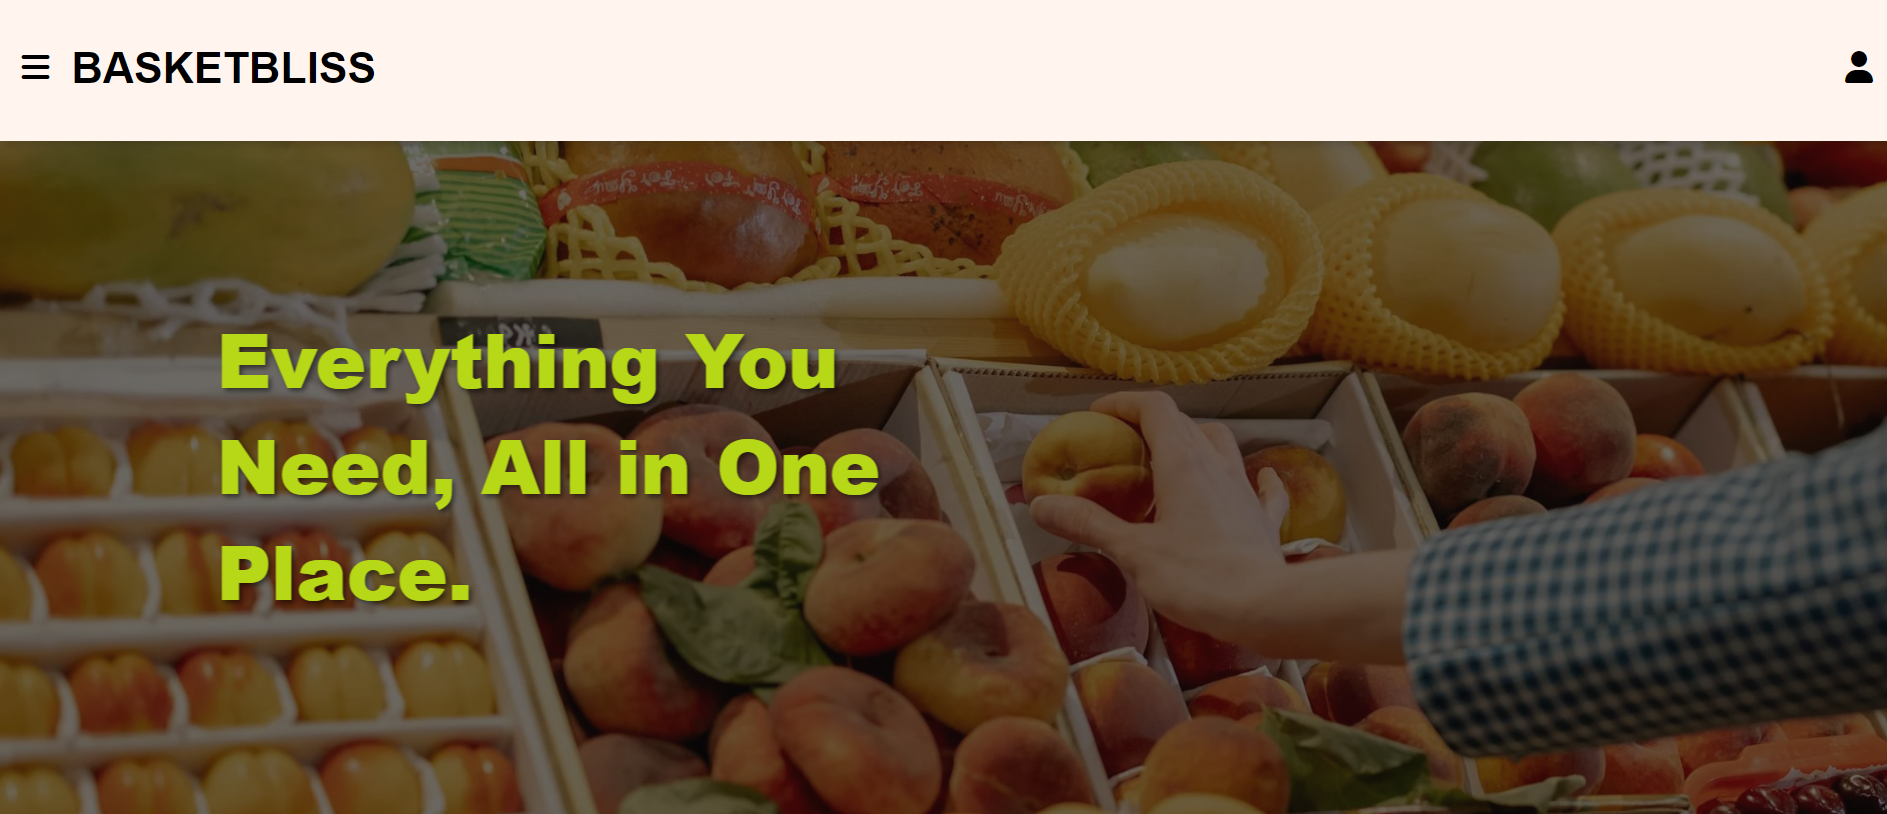 BASKETBLISS
Everything You
Need, All in One
Place.